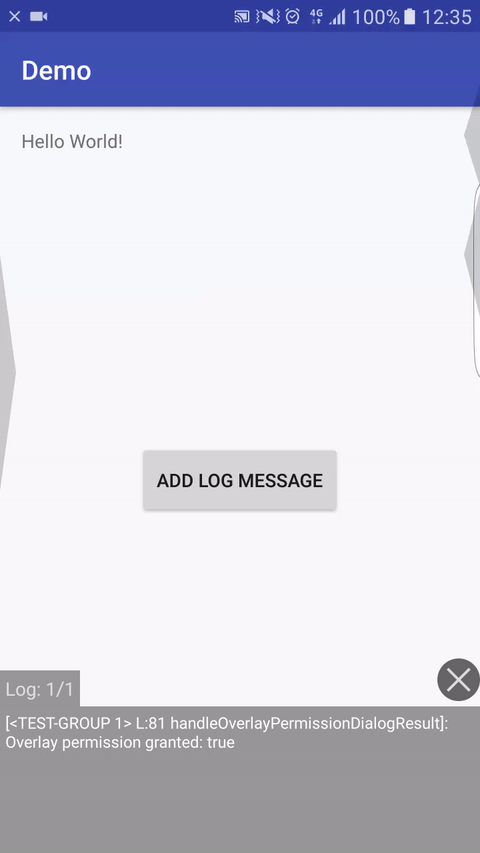 4G 100% 12:35
Demo
Hello World!
ADD LOG MESSAGE
Log: 1/1
[<TEST-GROUP 1> L:81 handleOverlayPermissionDialogResult]:
Overlay permission granted: true